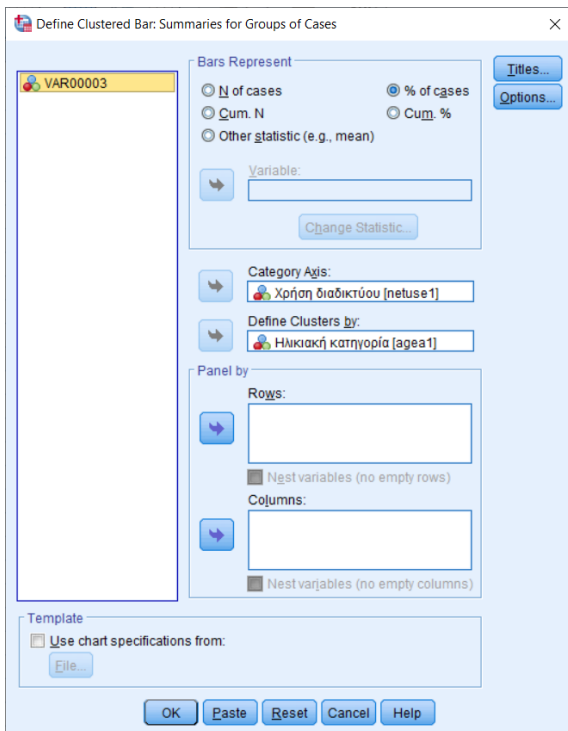 Define Clustered Bar: Summaries for Groups of Cases
VAR00003
Bars Represent
N of cases
% of cases
Cum. N
Cum. %
Other statistic (e.g., mean)
Variable:
Change Statistic...
Category Axis:
Χρήση διαδικτύου [netuse1]
Define Clusters by:
Ηλικιακή κατηγορία [agea1]
Panel by
Rows:
Nest variables (no empty rows)
Columns:
Nest variables (no empty columns)
Titles...
Options...
Template
Use chart specifications from:
File...
OK
Paste
Reset
Cancel
Help